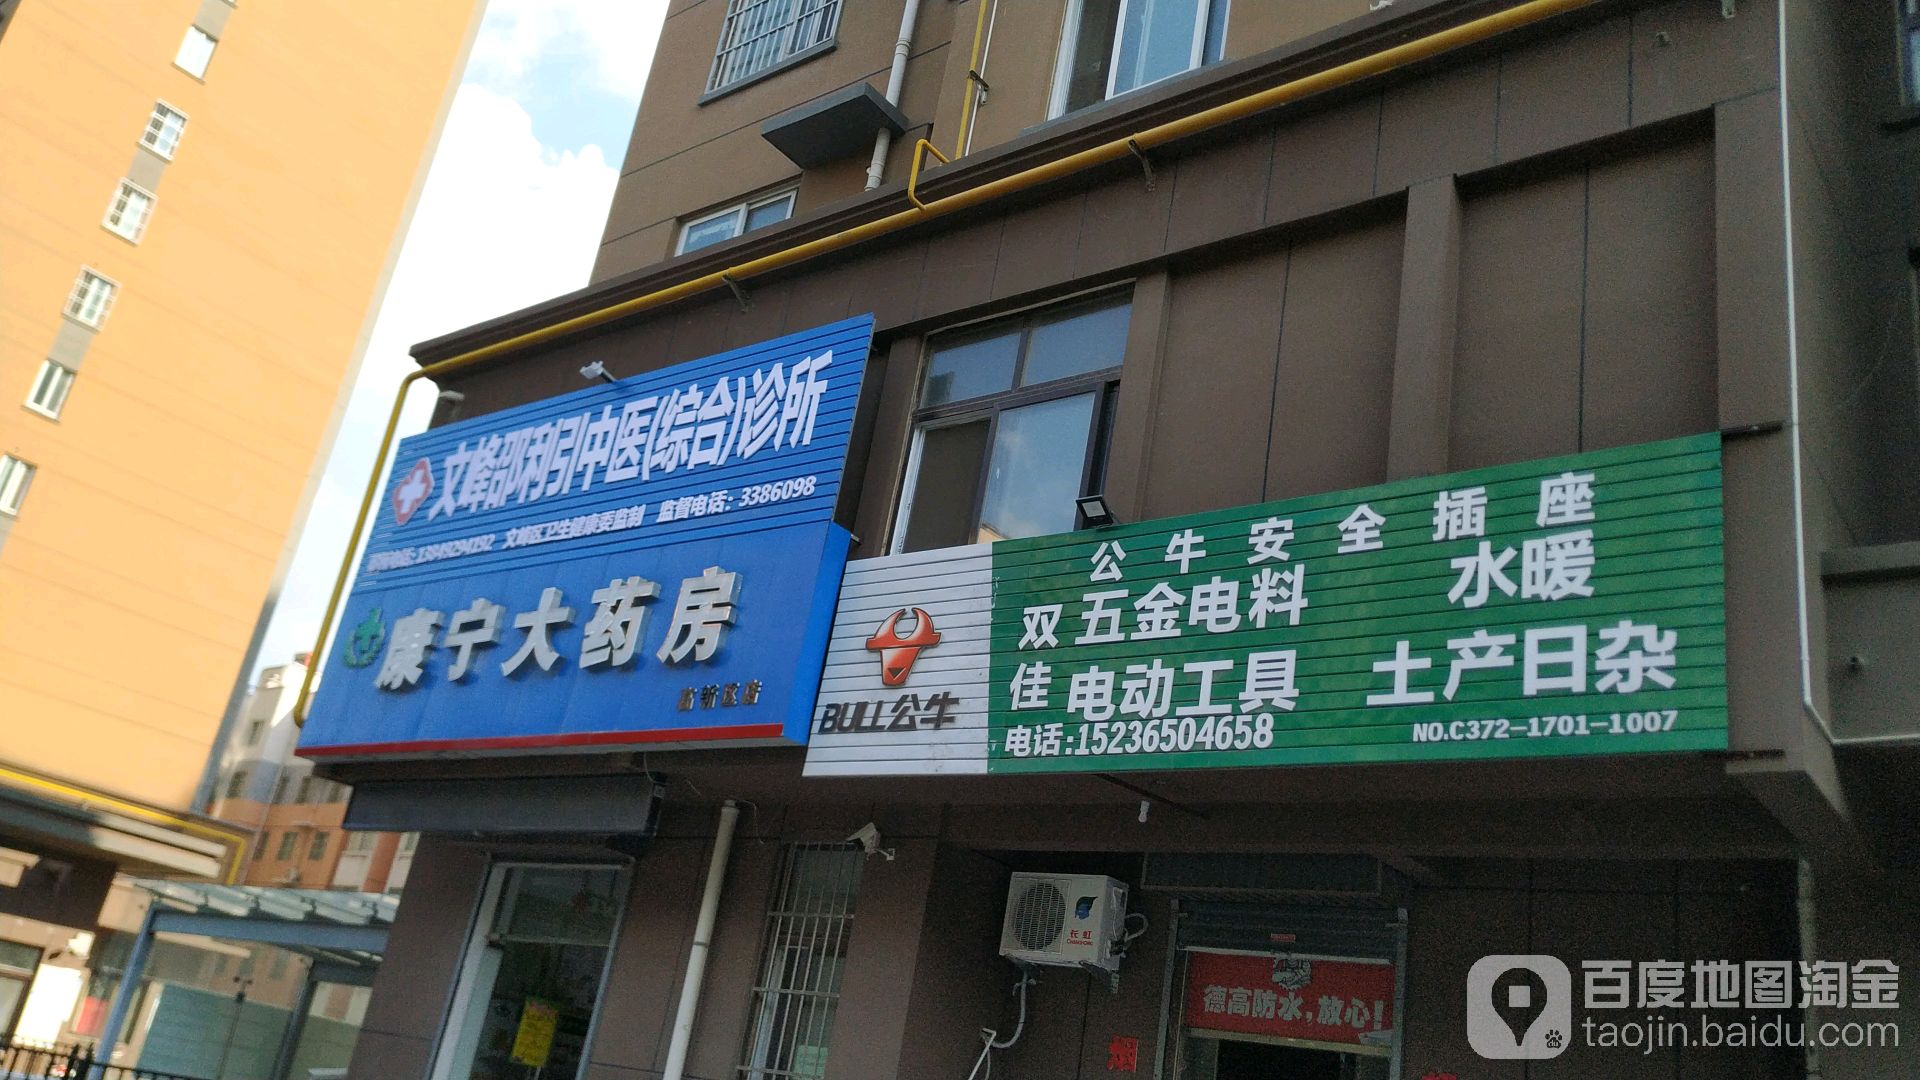 文峰邵利引中医(综合)诊所
文峰区卫生健康委监制 监督电话：3386098
康宁大药房
高新区店
BULL公牛
公牛安全插座
双佳
五金电料 水暖
电动工具 土产日杂
电话:15236504658
NO.C372-1701-1007
长虹
CHANGHONG
德高防水,放心!
烟
百度地图淘金
taojin.baidu.com